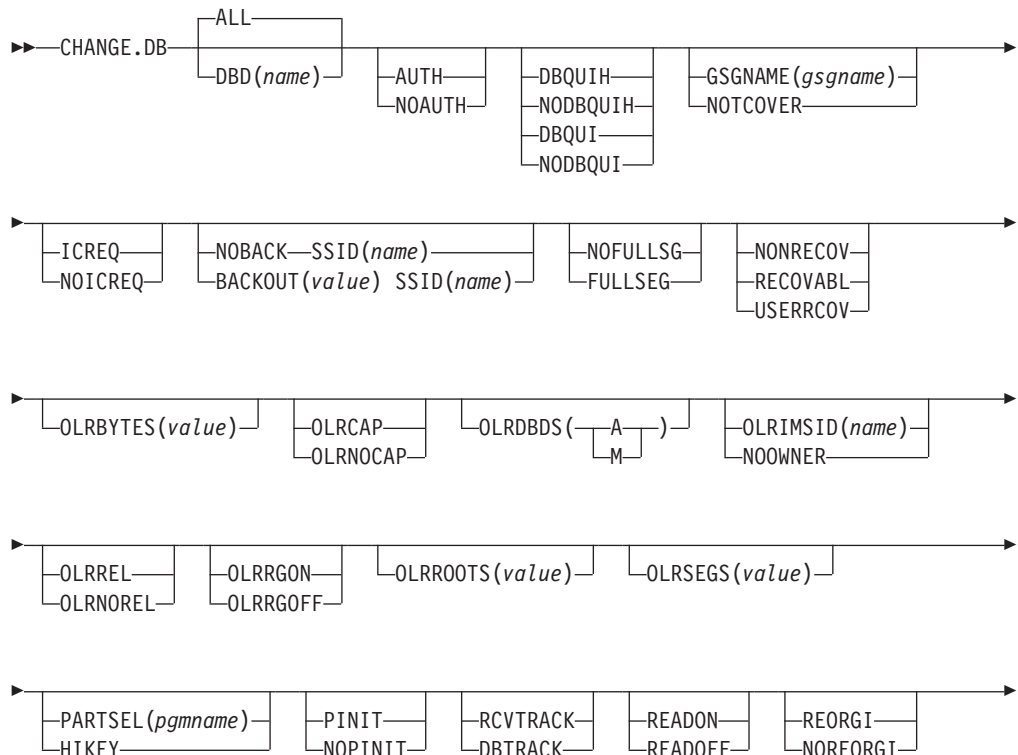 ALL
CHANGE.DB
DBD(name)
AUTH
NOAUTH
DBQUIH
NODBQUIH
DBQUI
NODBQUI
GSGNAME(gsgname)
NOTCOVER
ICREQ
NOICREQ
NOBACK SSID(name)
BACKOUT(value) SSID(name)
NOFULLSG
FULLSEG
NONRECOV
RECOVABL
USERRCOV
OLRBYTES(value)
OLRCAP
OLRNOCAP
OLRDBDS( A )
M
OLRIMSID(name)
NOOWNER
OLRREL
OLRNOREL
OLRRGON
OLRRGOFF
OLRROOTS(value)
OLRSEGS(value)
PARTSEL(pgmname)
HIKEY
PINIT
NOPINIT
RCVTRACK
DBTRACK
READON
READOFF
REORGI
NOREORGI